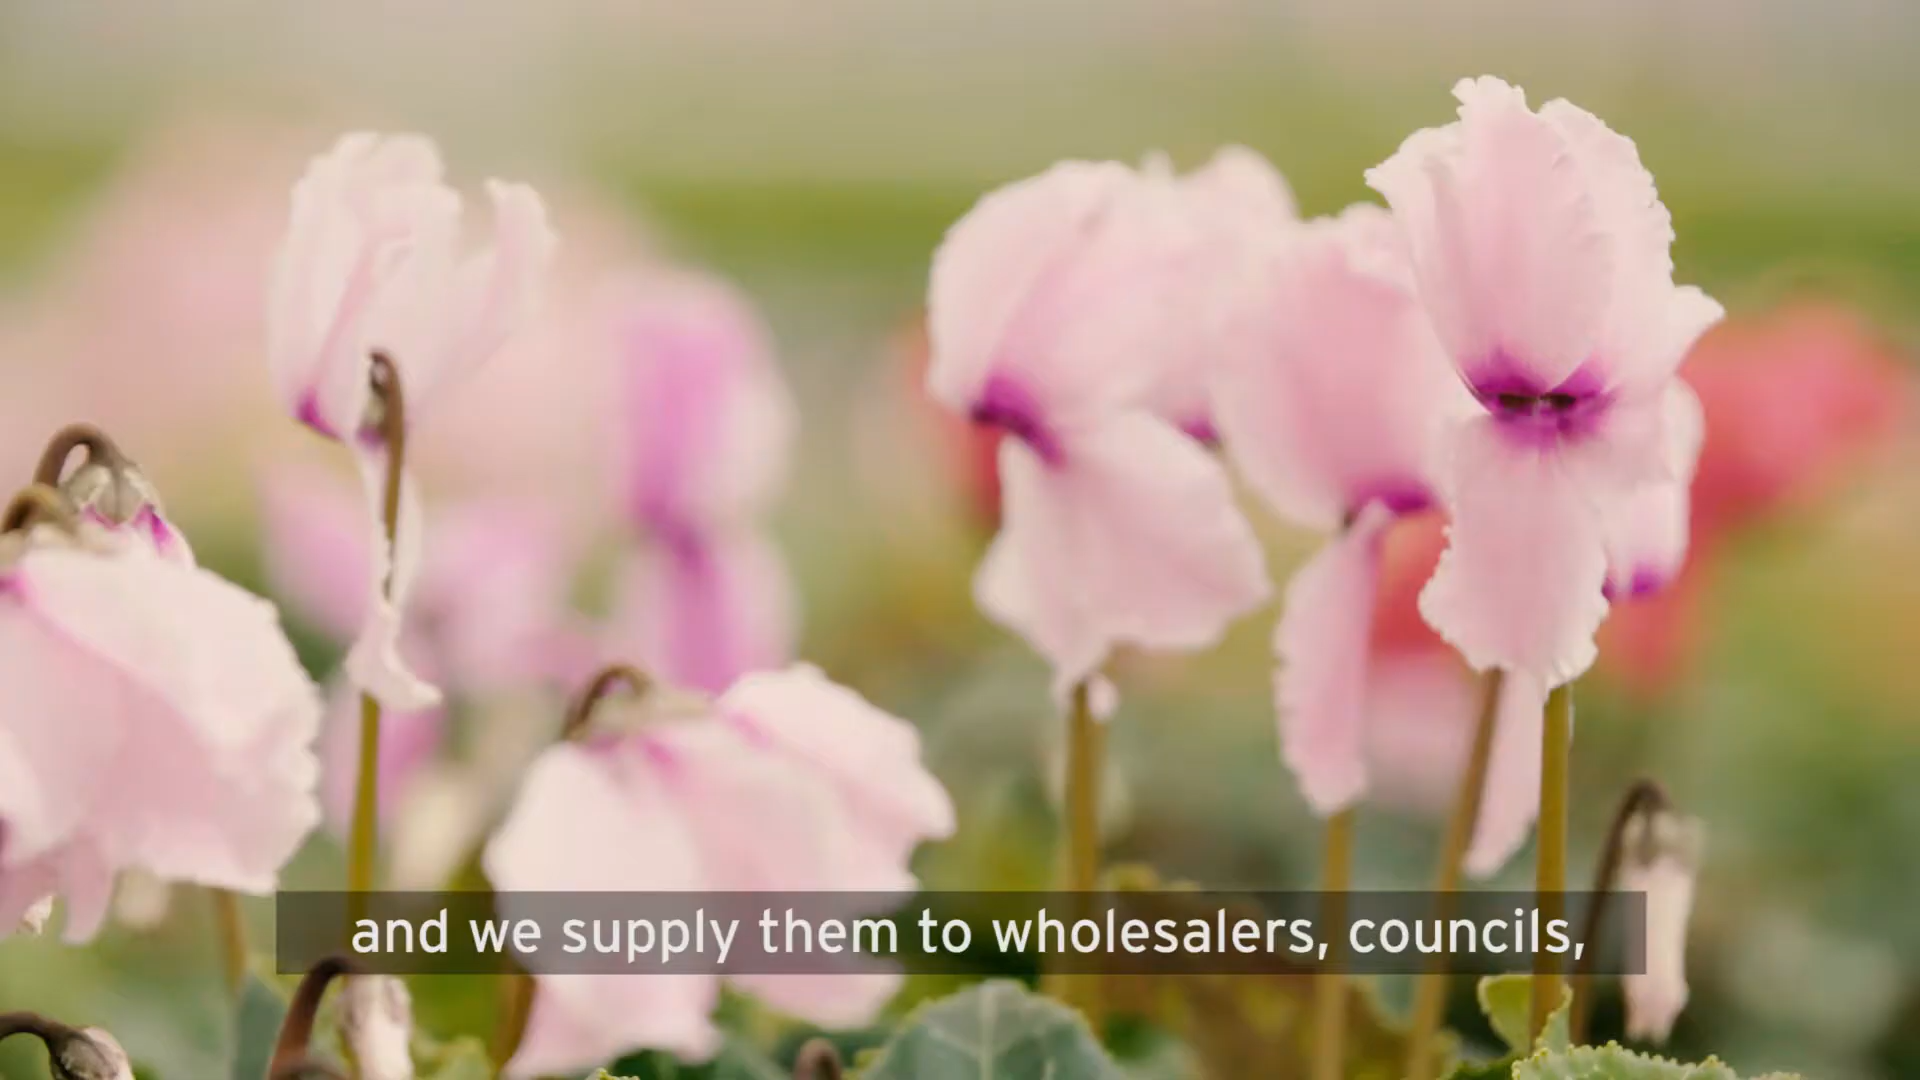 and we supply them to wholesalers, councils,